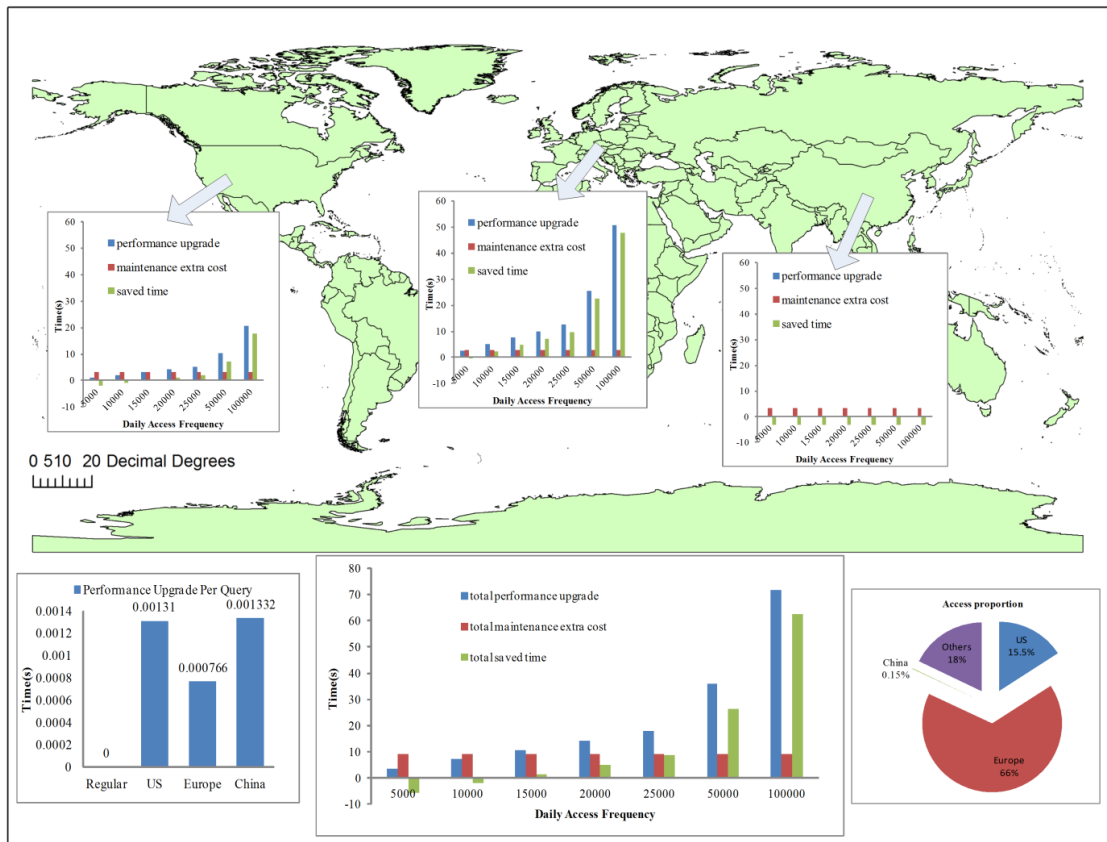 60
50
40
30
20
10
0
-10
Time(s)
performance upgrade
maintenance extra cost
saved time
5000
10000
15000
20000
25000
50000
100000
Daily Access Frequency
60
50
40
30
20
10
0
-10
Time(s)
performance upgrade
maintenance extra cost
saved time
5000
10000
15000
20000
25000
50000
100000
Daily Access Frequency
60
50
40
30
20
10
0
-10
Time(s)
performance upgrade
maintenance extra cost
saved time
5000
10000
15000
20000
25000
50000
100000
Daily Access Frequency
0 510 20 Decimal Degrees
Performance Upgrade Per Query
0.0014
0.0012
0.001
0.0008
0.0006
0.0004
0.0002
0
Time(s)
0
0.00131
0.000766
0.001332
Regular US Europe China
80
70
60
50
40
30
20
10
0
-10
Time(s)
total performance upgrade
total maintenance extra cost
total saved time
5000 10000 15000 20000 25000 50000 100000
Daily Access Frequency
Access proportion
US
15.5%
Others
18%
China
0.15%
Europe
66%